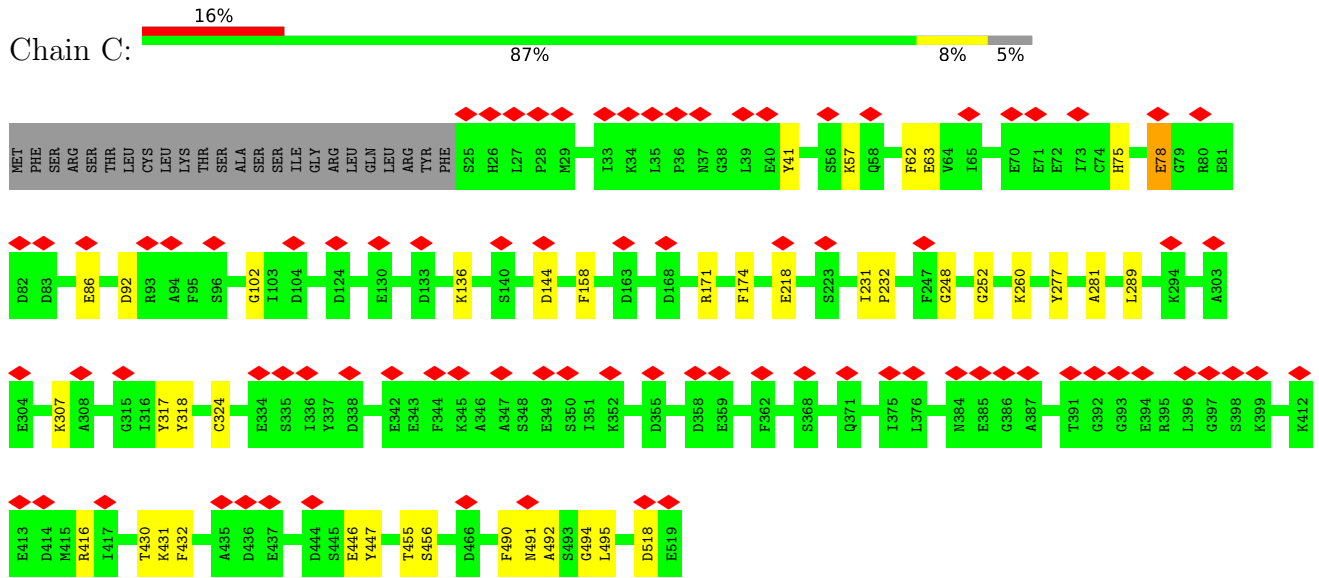 16%
Chain C:
87% 8% 5%
MET PHE SER ARG SER THR LEU CYS LEU LYS THR SER ALA SER SER ILE GLY ARG LEU GLN LEU ARG TYR PHE S25 H26 L27 P28 M29 I33 K34 L35 P36 N37 G38 L39 E40 Y41 S56 K57 Q58 F62 E63 V64 I65 E70 E71 E72 I73 C74 H75 E78 G79 R80 E81
D82 D83 E86 D92 R93 A94 F95 S96 G102 I103 D104 D124 E130 D133 K136 S140 D144 F158 D163 D168 R171 F174 E218 S223 I231 P232 F247 G248 G252 K260 Y277 A281 L289 K294 A303
E304 K307 A308 G315 I316 Y317 Y318 C324 E334 S335 I336 Y337 D338 E342 E343 F344 K345 A346 A347 S348 E349 S350 I351 K352 D355 D358 E359 F362 S368 Q371 I375 L376 N384 E385 G386 A387 T391 G392 G393 E394 R395 L396 G397 S398 K399 K412
E413 D414 M415 R416 I417 T430 K431 F432 A435 D436 E437 D444 S445 E446 Y447 T455 S456 D466 F490 N491 A492 S493 G494 L495 D518 E519